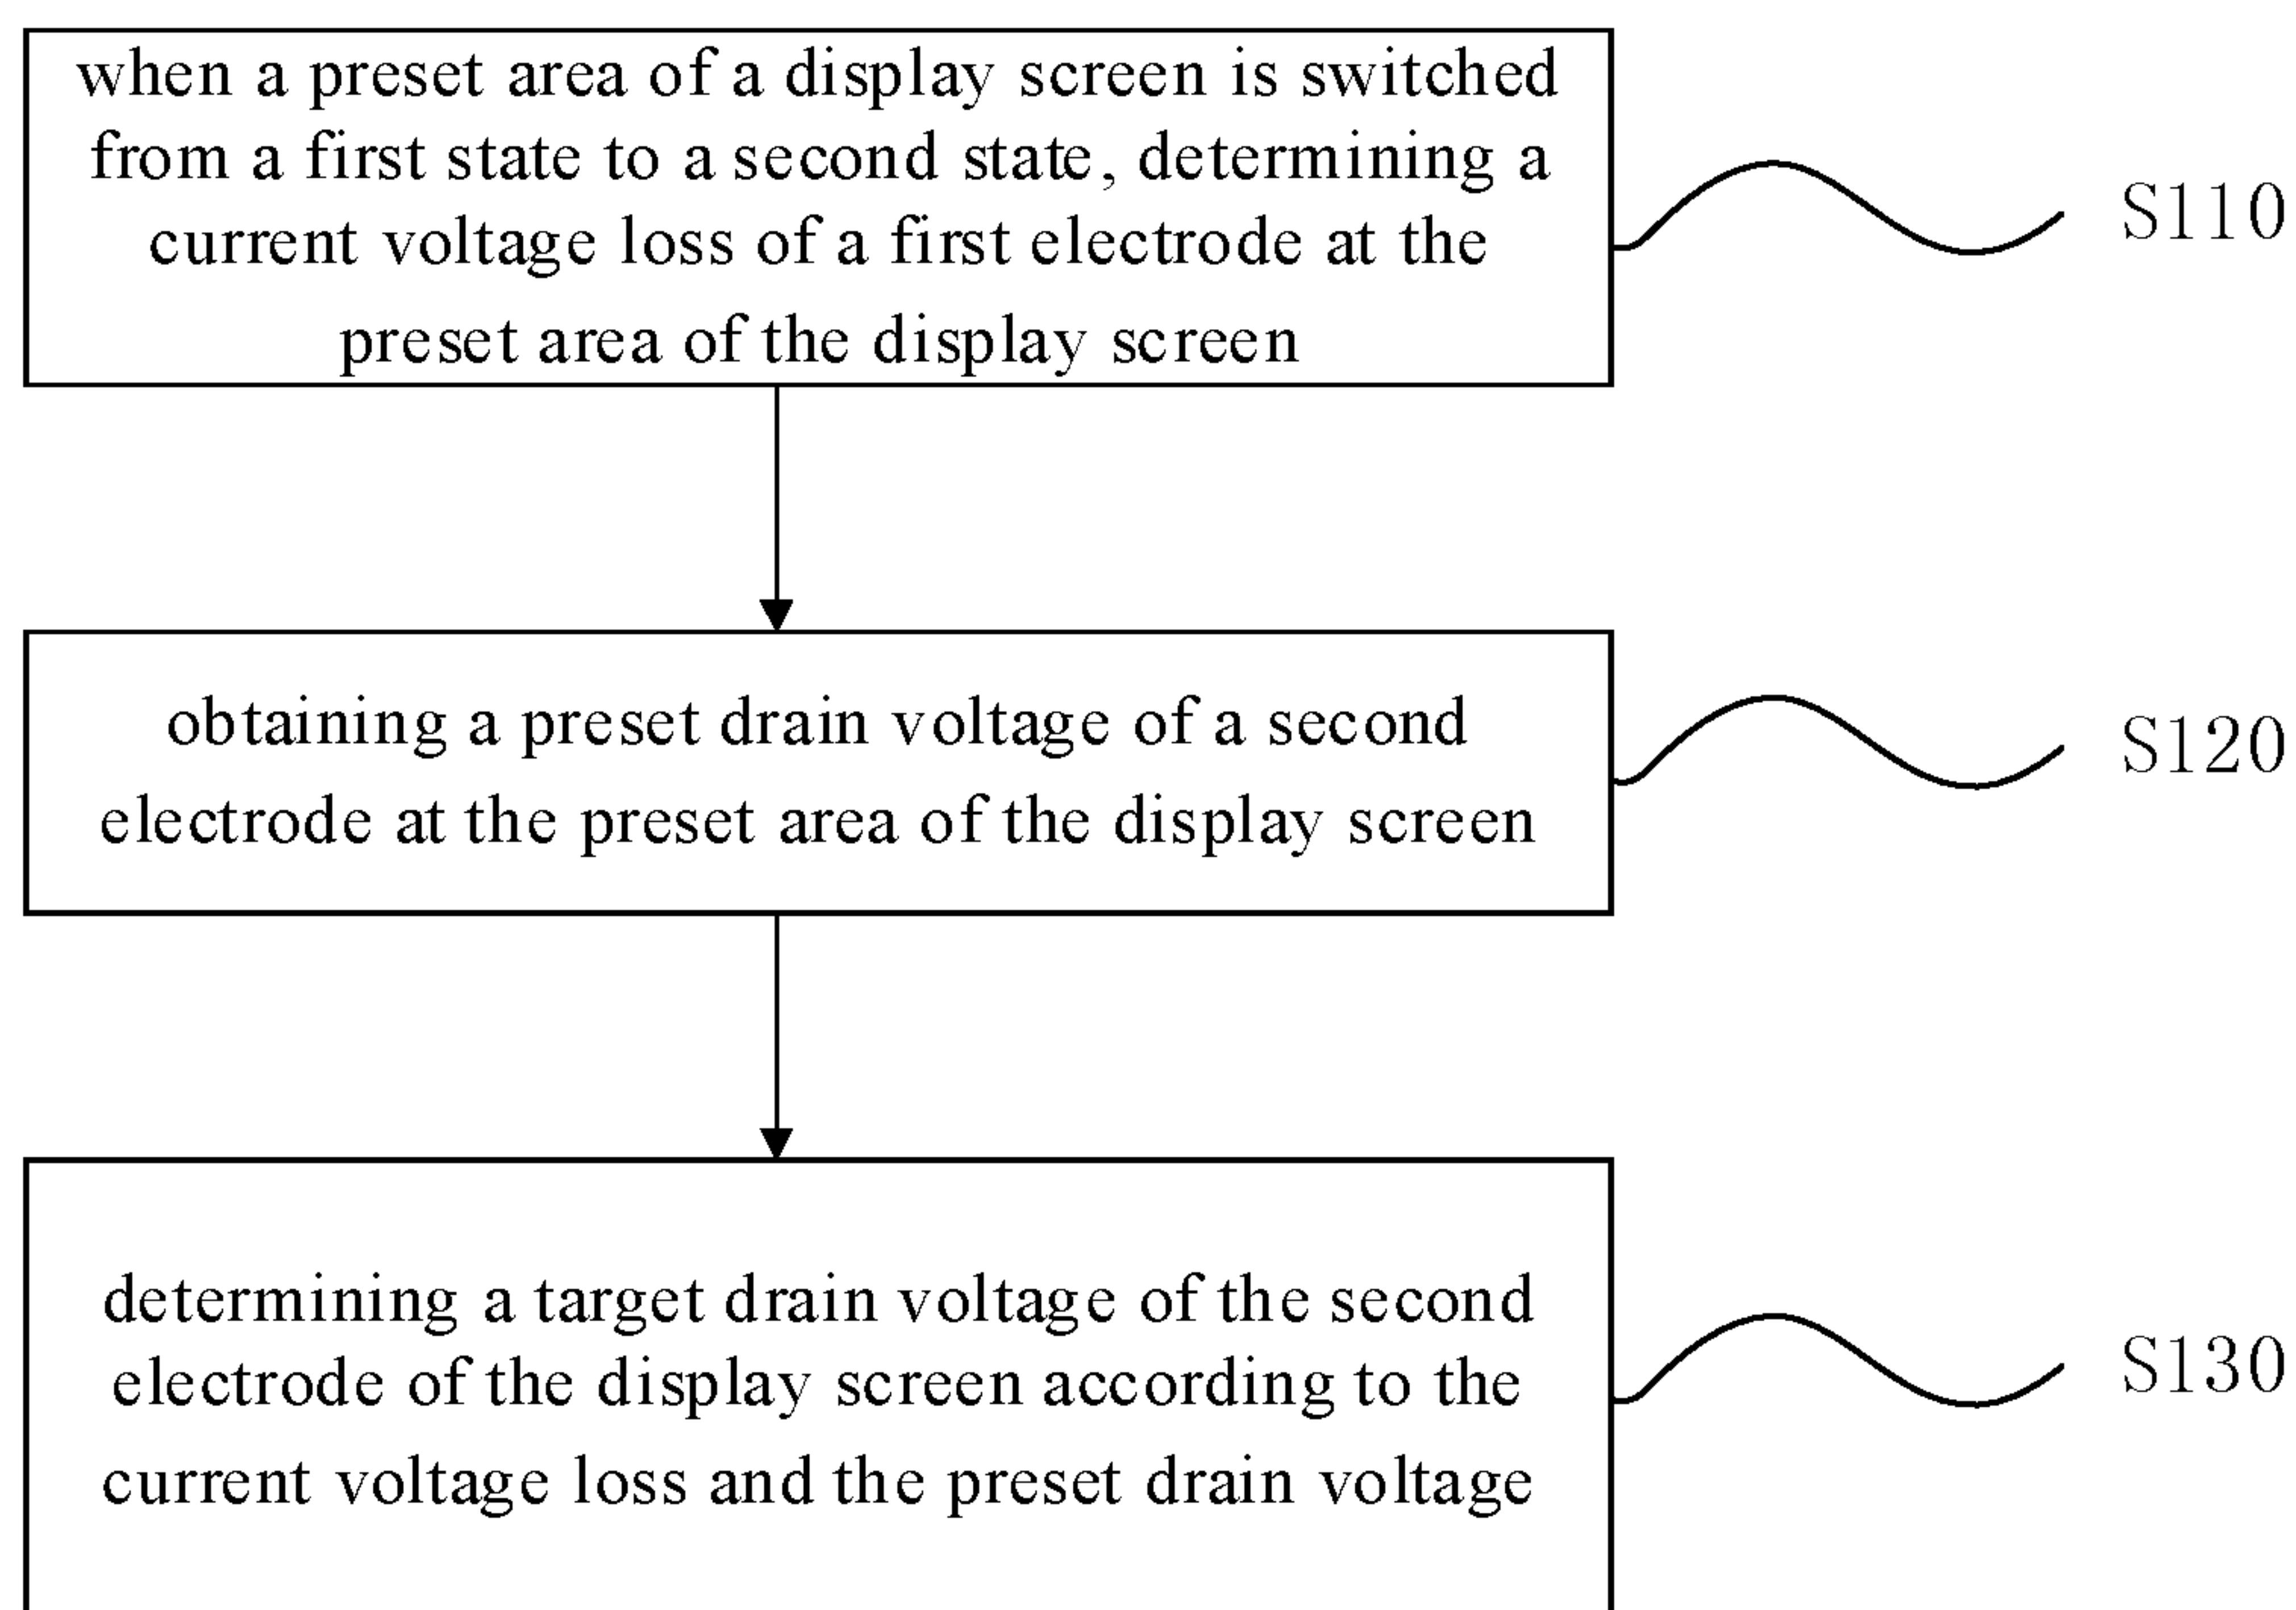 when a preset area of a display screen is switched
from a first state to a second state, determining a
current voltage loss of a first electrode at the
preset area of the display screen
S110
obtaining a preset drain voltage of a second
electrode at the preset area of the display screen
S120
determining a target drain voltage of the second
electrode of the display screen according to the
current voltage loss and the preset drain voltage
S130